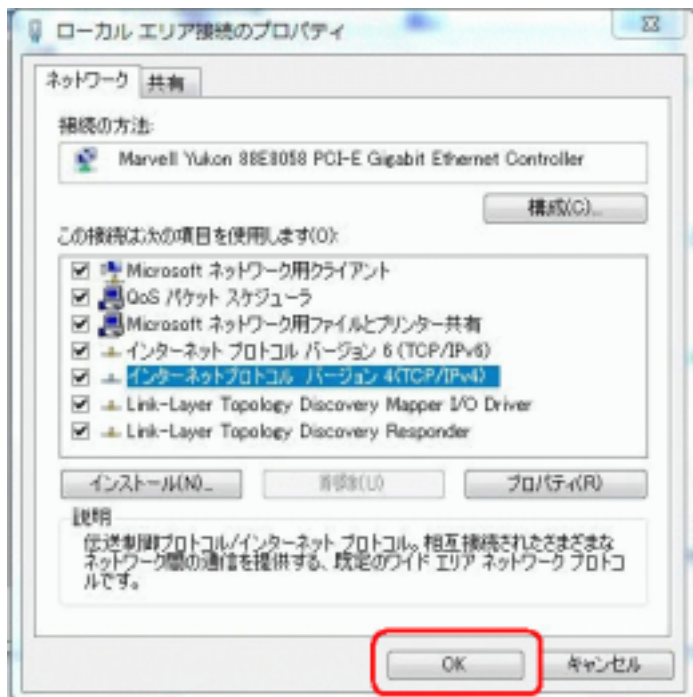 ローカル エリア接続のプロパティ
ネットワーク 共有
接続の方法:
Marvell Yukon 88E8058 PCI-E Gigabit Ethernet Controller
構成(C)...
この接続は次の項目を使用します(O):
Microsoft ネットワーク用クライアント
QoS パケット スケジューラ
Microsoft ネットワーク用ファイルとプリンター共有
インターネット プロトコル バージョン 6 (TCP/IPv6)
インターネットプロトコル バージョン 4(TCP/IPv4)
Link-Layer Topology Discovery Mapper I/O Driver
Link-Layer Topology Discovery Responder
インストール(N)... 削除(U) プロパティ(R)
説明
伝送制御プロトコル/インターネット プロトコル。相互接続されたさまざまな
ネットワーク間の通信を提供する、既定のワイド エリア ネットワーク プロトコ
ルです。
OK キャンセル